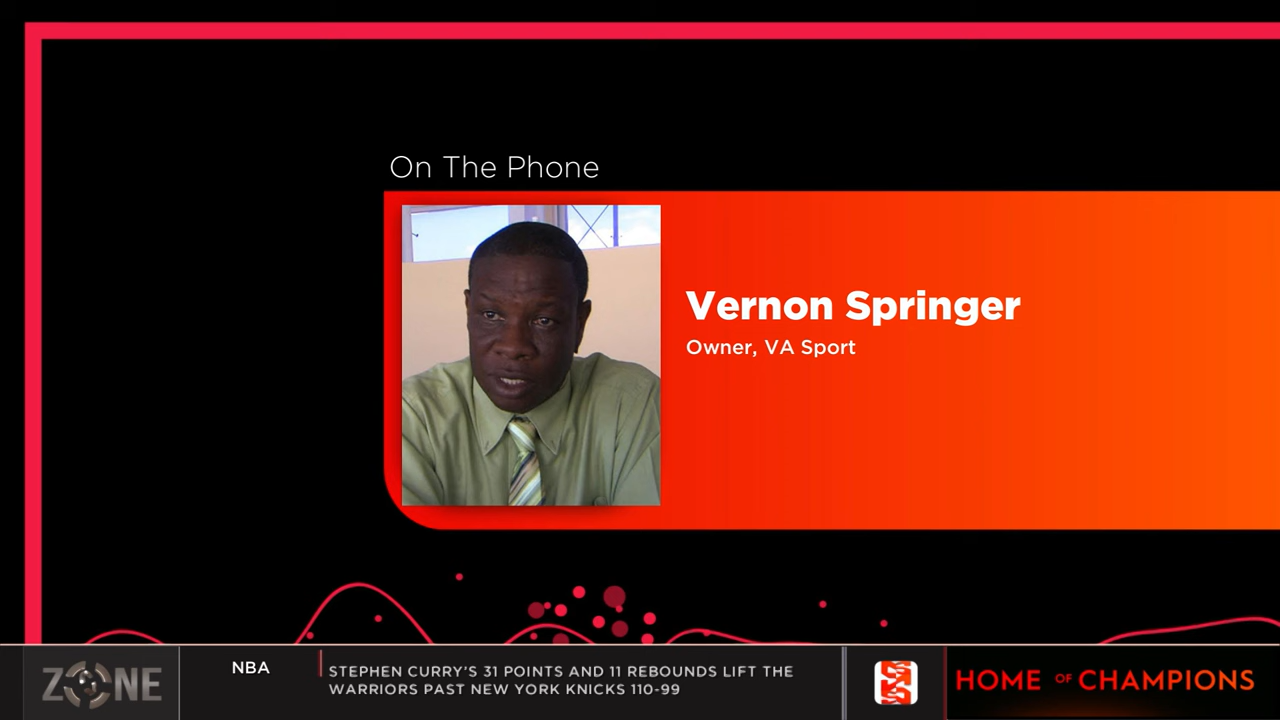 On The Phone
Vernon Springer
Owner, VA Sport
ZONE
NBA
STEPHEN CURRY'S 31 POINTS AND 11 REBOUNDS LIFT THE
WARRIORS PAST NEW YORK KNICKS 110-99
HOME OF CHAMPIONS